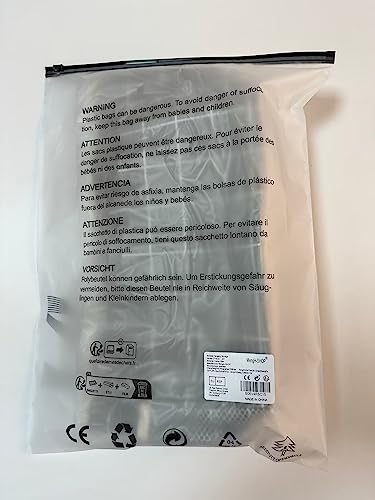 WARNING
Plastic bags can be dangerous. To avoid danger of suffoca-
tion, keep this bag away from babies and children.
ATTENTION
Les sacs plastique peuvent être dangereux. Pour éviter le
danger de suffocation, ne laissez pas ces sacs à la portée des
bébés ni des enfants.
ADVERTENCIA
Para evitar riesgo de asfixia, mantenga las bolsas de plástico
fuera del alcance de los niños y bebés.
ATTENZIONE
Il sacchetto di plastica può essere pericoloso. Per evitare il
pericolo di soffocamento, tieni questo sacchetto lontano da
bambini e fanciulli.
VORSICHT
Polybeutel können gefährlich sein. Um Erstickungsgefahr zu
vermeiden, bitte diesen Beutel nie in Reichweite von Säug-
lingen und Kleinkindern ablegen.
quefairedemesdechets.fr
FR
CE
MADE IN CHINA